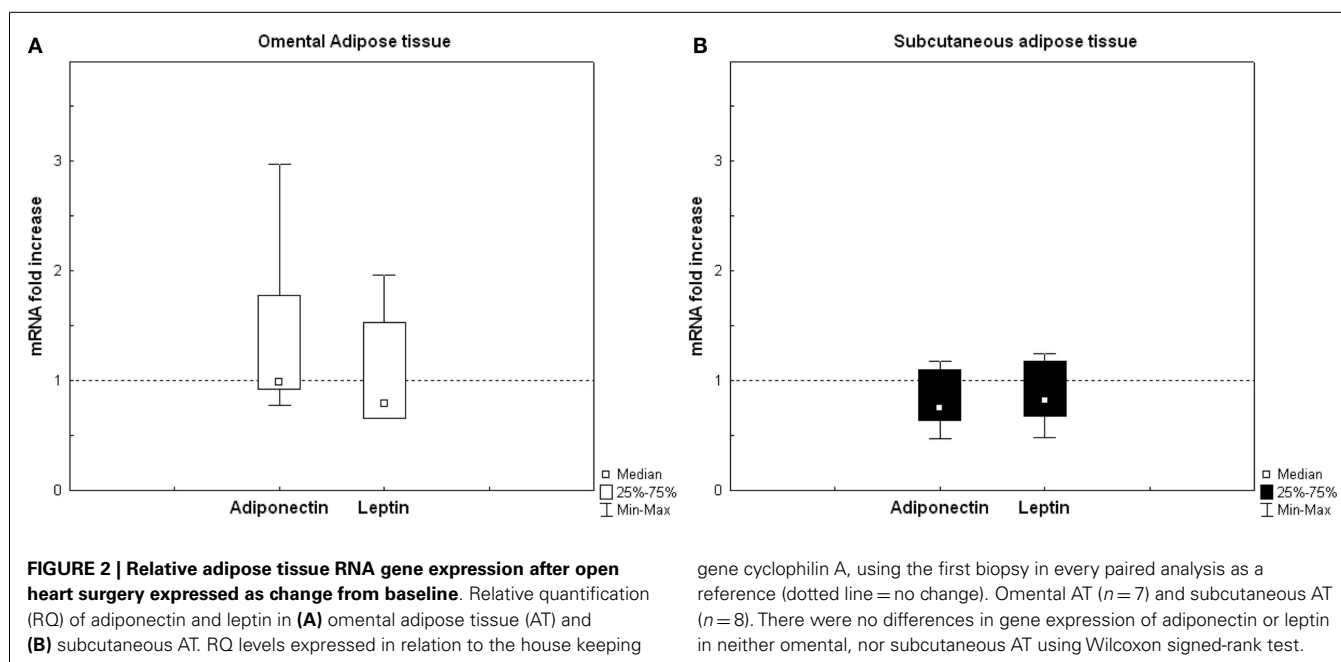 A
Omental Adipose tissue
mRNA fold increase
3
2
1
0
Adiponectin
Leptin
Median
25%-75%
Min-Max
B
Subcutaneous adipose tissue
mRNA fold increase
3
2
1
0
Adiponectin
Leptin
Median
25%-75%
Min-Max
FIGURE 2 | Relative adipose tissue RNA gene expression after open
heart surgery expressed as change from baseline. Relative quantification
(RQ) of adiponectin and leptin in (A) omental adipose tissue (AT) and
(B) subcutaneous AT. RQ levels expressed in relation to the house keeping
gene cyclophilin A, using the first biopsy in every paired analysis as a
reference (dotted line = no change). Omental AT (n = 7) and subcutaneous AT
(n = 8). There were no differences in gene expression of adiponectin or leptin
in neither omental, nor subcutaneous AT using Wilcoxon signed-rank test.